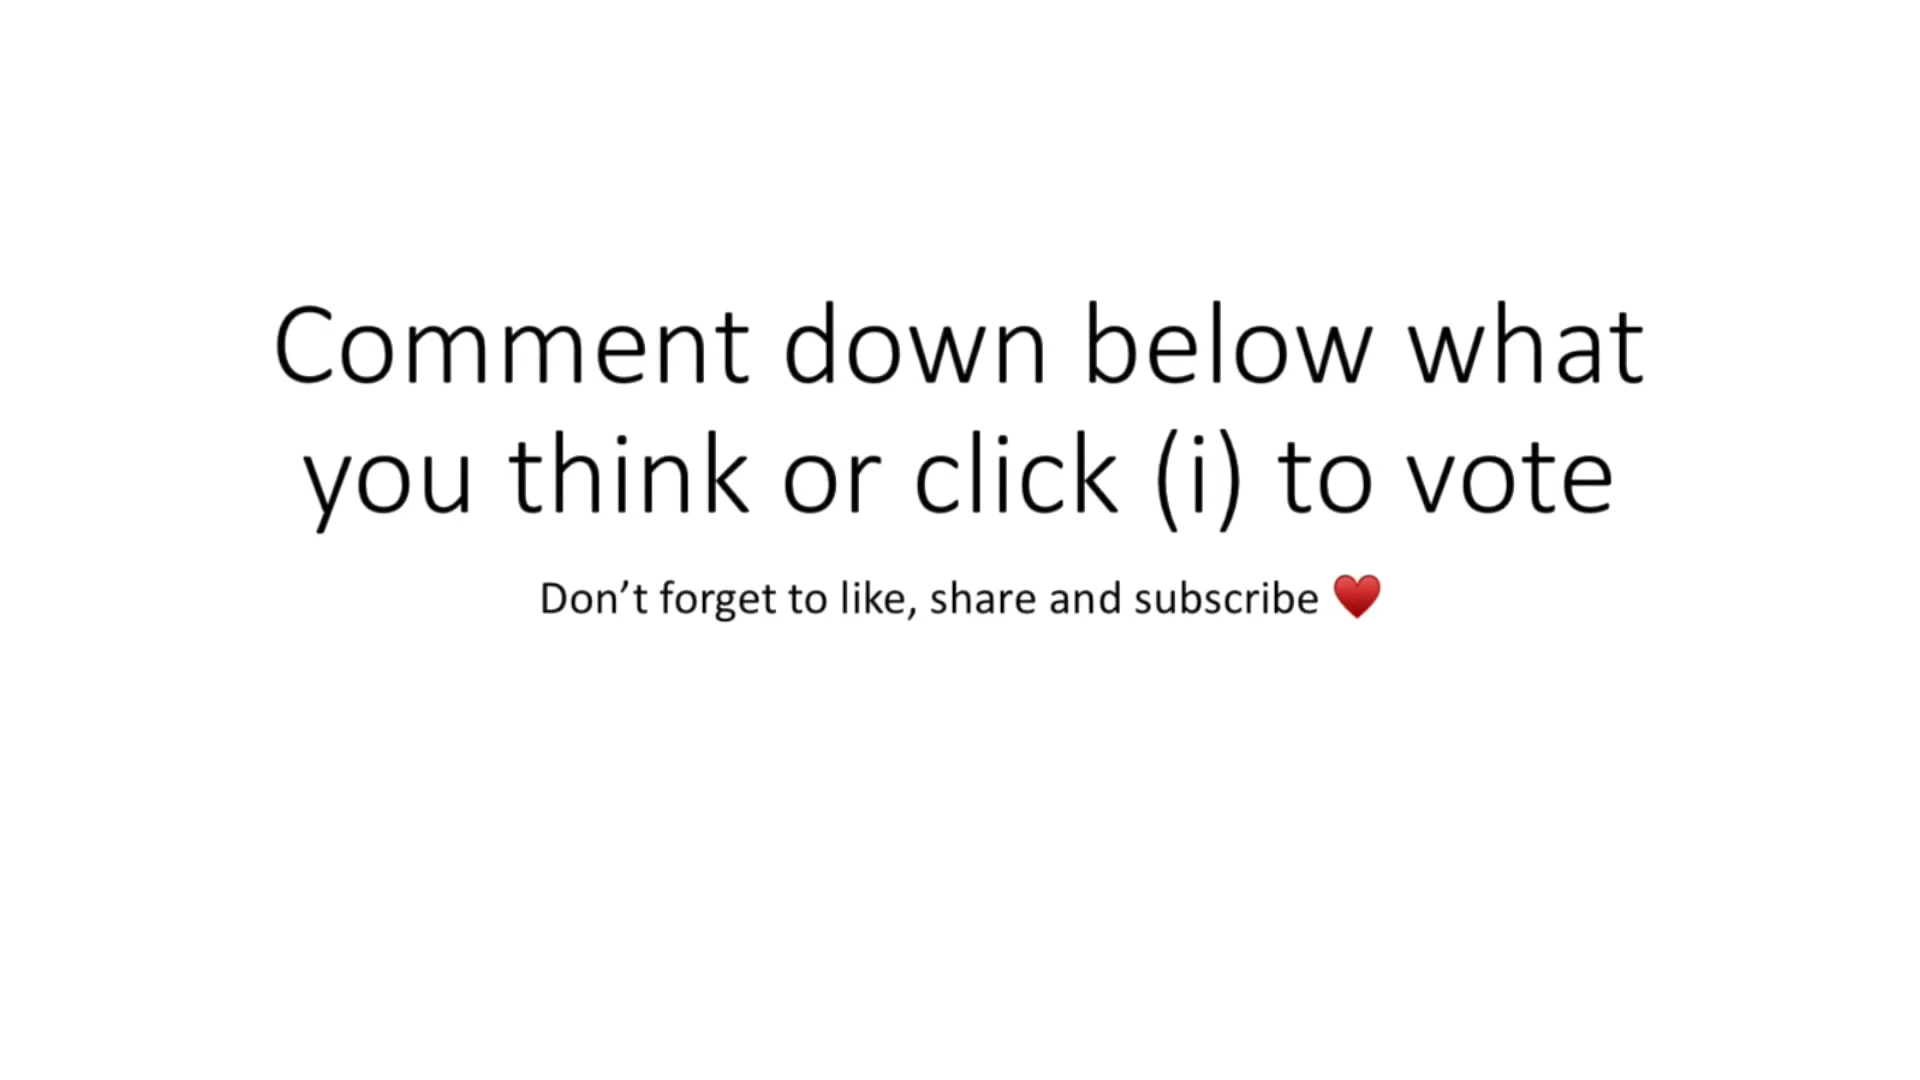 Comment down below what
you think or click (i) to vote
Don’t forget to like, share and subscribe ♥️